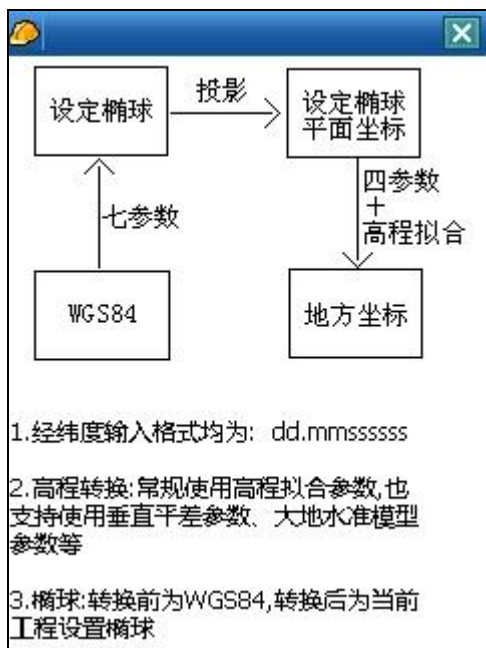 设定椭球
投影
设定椭球
平面坐标
七参数
四参数
+
高程拟合
WGS84
地方坐标
1.经纬度输入格式均为: dd.mmssssss
2.高程转换:常规使用高程拟合参数,也
支持使用垂直平差参数、大地水准模型
参数等
3.椭球:转换前为WGS84,转换后为当前
工程设置椭球